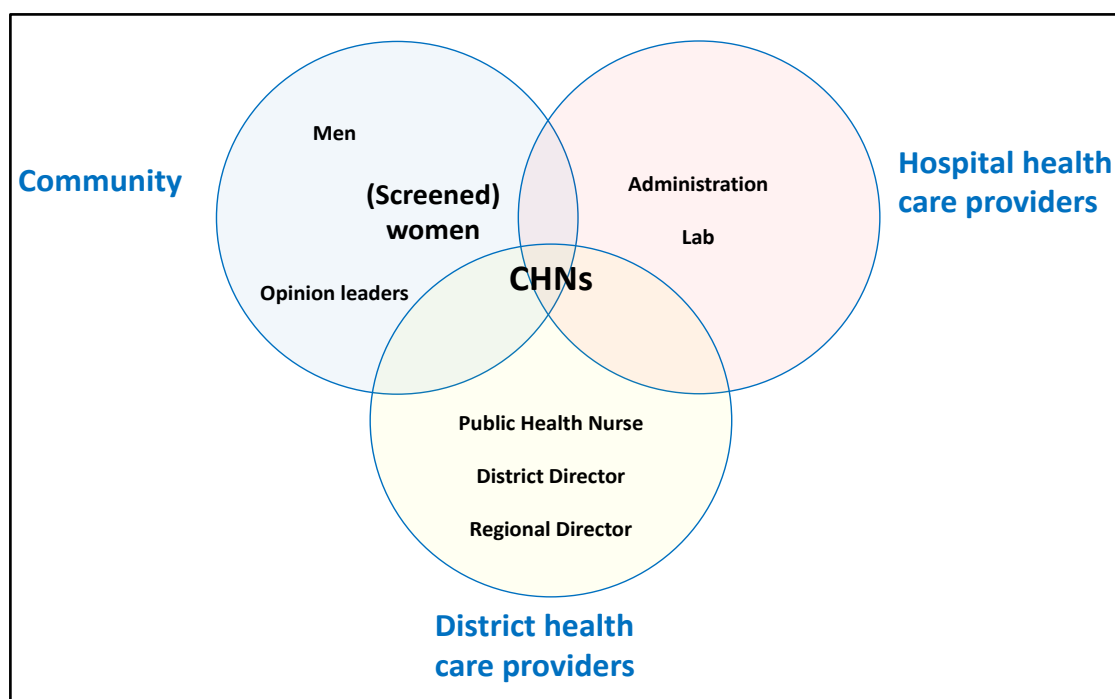 Community
Men
(Screened)
women
Opinion leaders
Hospital health
care providers
Administration
Lab
CHNs
Public Health Nurse
District Director
Regional Director
District health
care providers